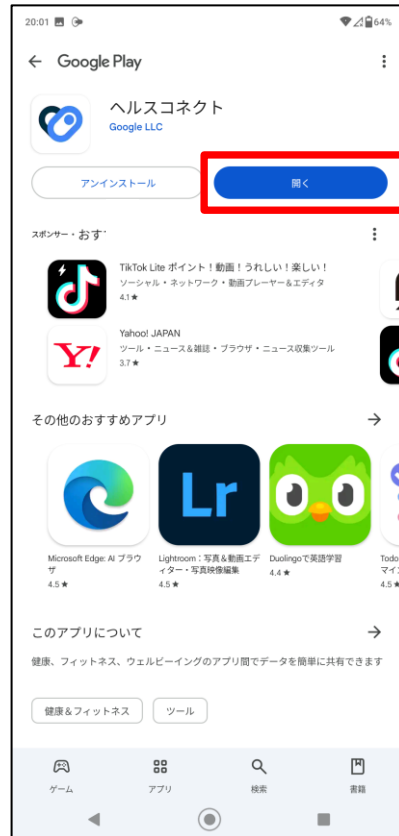 20:01 64%
Google Play
ヘルスコネクト
Google LLC
アンインストール 開く
スポンサー・おす
TikTok Lite ポイント！動画！うれしい！楽しい！
ソーシャル・ネットワーク・動画プレーヤー＆エディタ
4.1★
Yahoo! JAPAN
ツール・ニュース＆雑誌・ブラウザ・ニュース収集ツール
3.7★
Y!
その他のおすすめアプリ
Lr
Microsoft Edge: AI ブラウ
ザ
4.5★
Lightroom：写真＆動画エデ
ィター・写真映像編集
4.5★
Duolingoで英語学習
4.4★
Todo
マイン
4.5★
このアプリについて
健康、フィットネス、ウェルビーイングのアプリ間でデータを簡単に共有できます
健康＆フィットネス ツール
ゲーム アプリ 検索 書籍